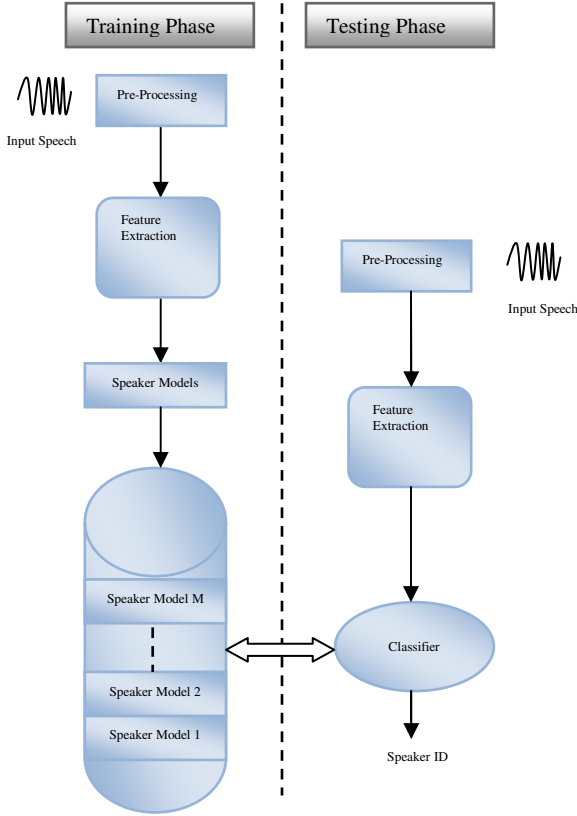 Training Phase
Testing Phase
Pre-Processing
Input Speech
Feature
Extraction
Speaker Models
Speaker Model M
Speaker Model 2
Speaker Model 1
Pre-Processing
Input Speech
Feature
Extraction
Classifier
Speaker ID